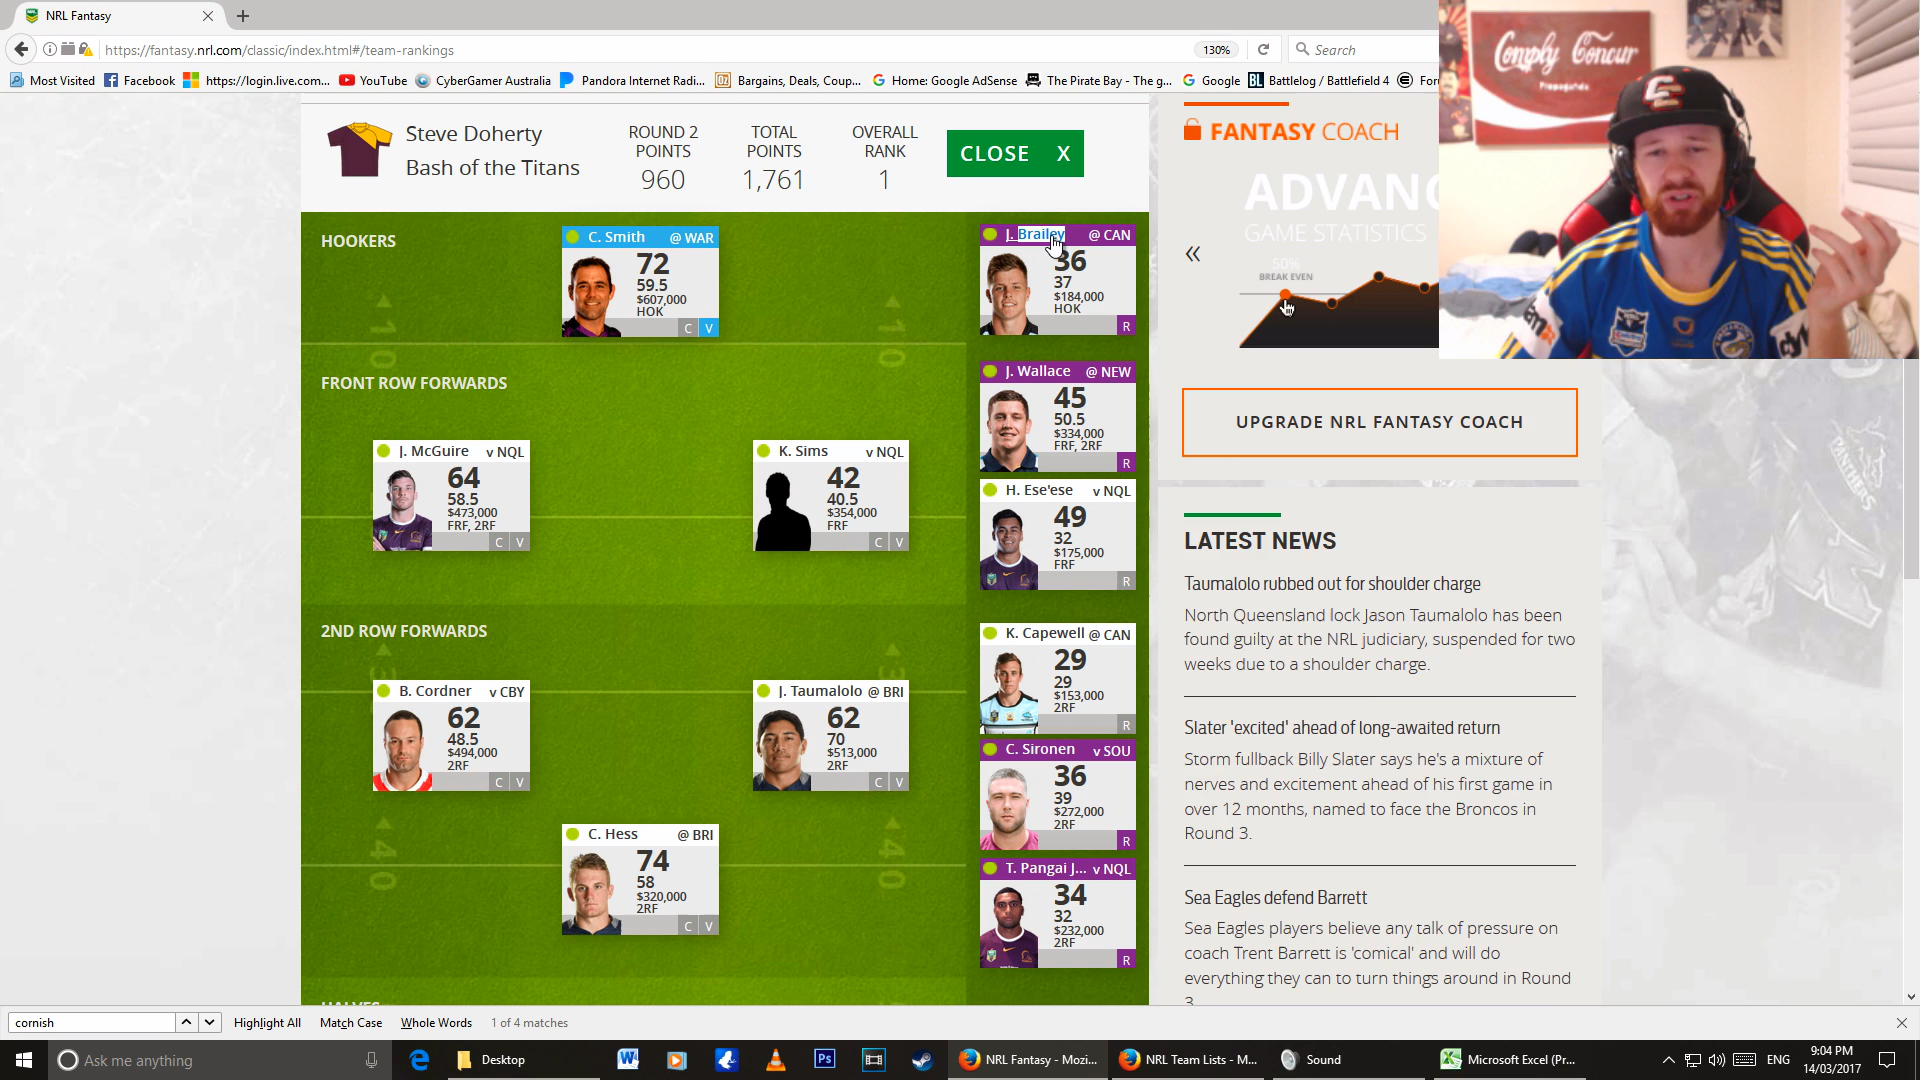 NRL Fantasy
https://fantasy.nrl.com/classic/index.html#/team-rankings
130%
Search
Most Visited
Facebook
https://login.live.com...
YouTube
CyberGamer Australia
Pandora Internet Radi...
Bargains, Deals, Coup...
Home: Google AdSense
The Pirate Bay - The g...
Google
Battlelog / Battlefield 4
For
Comply Concur
Propaganda
Steve Doherty
Bash of the Titans
ROUND 2
POINTS
960
TOTAL
POINTS
1,761
OVERALL
RANK
1
CLOSE X
FANTASY COACH
ADVANC
GAME STATISTICS
50%
BREAK EVEN
HOOKERS
C. Smith @ WAR
72
59.5
$607,000
HOK
C V
J. Brailey @ CAN
36
37
$184,000
HOK
R
FRONT ROW FORWARDS
J. McGuire v NQL
64
58.5
$473,000
FRF, 2RF
C V
K. Sims v NQL
42
40.5
$354,000
FRF
C V
J. Wallace @ NEW
45
50.5
$334,000
FRF, 2RF
R
H. Ese'ese v NQL
49
32
$175,000
FRF
R
2ND ROW FORWARDS
B. Cordner v CBY
62
48.5
$494,000
2RF
C V
J. Taumalolo @ BRI
62
70
$513,000
2RF
C V
C. Hess @ BRI
74
58
$320,000
2RF
C V
K. Capewell @ CAN
29
29
$153,000
2RF
R
C. Sironen v SOU
36
39
$272,000
2RF
R
T. Pangai J... v NQL
34
32
$232,000
2RF
R
HALVES
UPGRADE NRL FANTASY COACH
LATEST NEWS
Taumalolo rubbed out for shoulder charge
North Queensland lock Jason Taumalolo has been
found guilty at the NRL judiciary, suspended for two
weeks due to a shoulder charge.
Slater 'excited' ahead of long-awaited return
Storm fullback Billy Slater says he's a mixture of
nerves and excitement ahead of his first game in
over 12 months, named to face the Broncos in
Round 3.
Sea Eagles defend Barrett
Sea Eagles players believe any talk of pressure on
coach Trent Barrett is 'comical' and will do
everything they can to turn things around in Round
3
cornish
Highlight All
Match Case
Whole Words
1 of 4 matches
Ask me anything
Desktop
NRL Fantasy - Mozi...
NRL Team Lists - M...
Sound
Microsoft Excel (Pr...
ENG
9:04 PM
14/03/2017